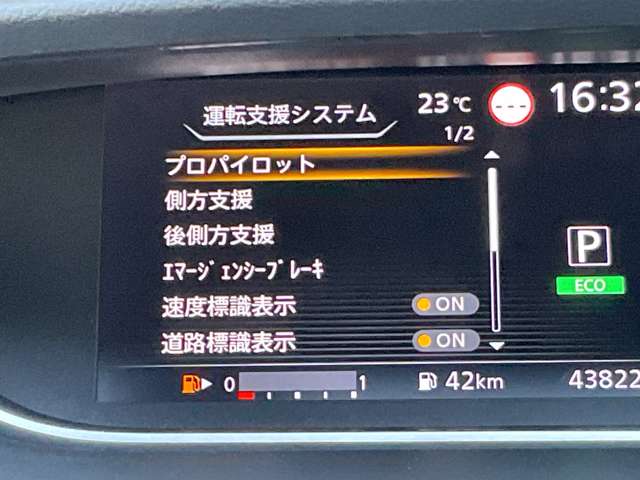 運転支援システム
23℃
16:32
1/2
プロパイロット
側方支援
後側方支援
ｴﾏｰｼﾞｪﾝｼｰﾌﾞﾚｰｷ
速度標識表示 ON
道路標識表示 ON
P
ECO
0 1
42km
43822